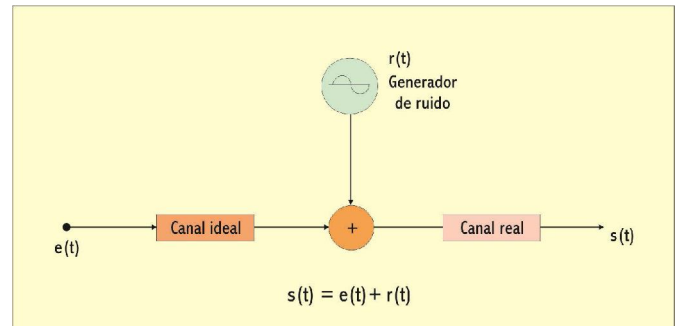 r(t)
Generador
de ruido
e(t)
Canal ideal
+
Canal real
s(t)
s(t) = e(t) + r(t)